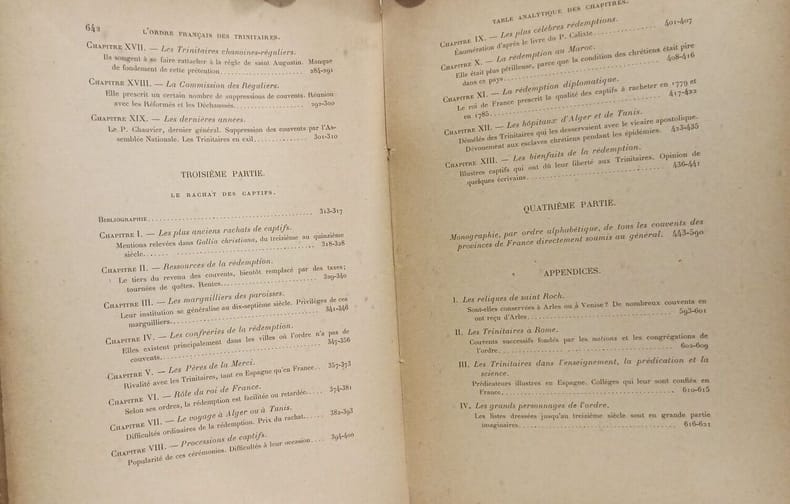 642
L'ORDRE FRANÇAIS DES TRINITAIRES.
CHAPITRE XVII. — Les Trinitaires chanoines-réguliers.
Ils songent à se faire rattacher à la règle de saint Augustin. Manque
de fondement de cette prétention. 284-291
CHAPITRE XVIII. — La Commission des Réguliers.
Elle prescrit un certain nombre de suppressions de couvents. Réunion
avec les Réformés et les Déchaussés. 292-300
CHAPITRE XIX. — Les dernières années.
Le P. Chauvier, dernier général. Suppression des couvents par l'As-
semblée Nationale. Les Trinitaires en exil. 301-310
TROISIÈME PARTIE.
LE RACHAT DES CAPTIFS.
BIBLIOGRAPHIE. 313-317
CHAPITRE I. — Les plus anciens rachats de captifs.
Mentions relevées dans Gallia christiana, du treizième au quinzième
siècle. 318-328
CHAPITRE II. — Ressources de la rédemption.
Le tiers du revenu des couvents, bientôt remplacé par des taxes;
tournées de quêtes. Rentes. 329-340
CHAPITRE III. — Les marguilliers des paroisses.
Leur institution se généralise au dix-septième siècle. Privilèges de ces
marguilliers. 341-346
CHAPITRE IV. — Les confréries de la rédemption.
Elles existent principalement dans les villes où l'ordre n'a pas de
couvents. 347-356
CHAPITRE V. — Les Pères de la Merci.
Rivalité avec les Trinitaires, tant en Espagne qu'en France. 357-373
CHAPITRE VI. — Rôle du roi de France.
Selon ses ordres, la rédemption est facilitée ou retardée. 374-381
CHAPITRE VII. — Le voyage à Alger ou à Tunis.
Difficultés ordinaires de la rédemption. Prix du rachat. 382-393
CHAPITRE VIII. — Processions de captifs.
Popularité de ces cérémonies. Difficultés à leur occasion. 394-400
TABLE ANALYTIQUE DES CHAPITRES.
CHAPITRE IX. — Les plus célèbres rédemptions.
Énumération d'après le livre du P. Calixte. 401-407
CHAPITRE X. — La rédemption au Maroc.
Elle était plus périlleuse, parce que la condition des chrétiens était pire
dans ce pays. 408-416
CHAPITRE XI. — La rédemption diplomatique.
Le roi de France prescrit la qualité des captifs à racheter en 1779 et
en 1785. 417-422
CHAPITRE XII. — Les hôpitaux d'Alger et de Tunis.
Démêlés des Trinitaires qui les desservaient avec le vicaire apostolique.
Dévouement aux esclaves chrétiens pendant les épidémies. 423-435
CHAPITRE XIII. — Les bienfaits de la rédemption.
Illustres captifs qui ont dû leur liberté aux Trinitaires. Opinion de
quelques écrivains. 436-441
QUATRIÈME PARTIE.
Monographie, par ordre alphabétique, de tous les couvents des
provinces de France directement soumis au général. 443-590
APPENDICES.
I. Les reliques de saint Roch.
Sont-elles conservées à Arles ou à Venise? De nombreux couvents en
ont reçu d'Arles. 593-601
II. Les Trinitaires à Rome.
Couvents successifs fondés par les nations et les congrégations de
l'ordre. 602-609
III. Les Trinitaires dans l'enseignement, la prédication et la
science.
Prédicateurs illustres en Espagne. Collèges qui leur sont confiés en
France. 610-615
IV. Les grands personnages de l'ordre.
Les listes dressées jusqu'au treizième siècle sont en grande partie
imaginaires. 616-621